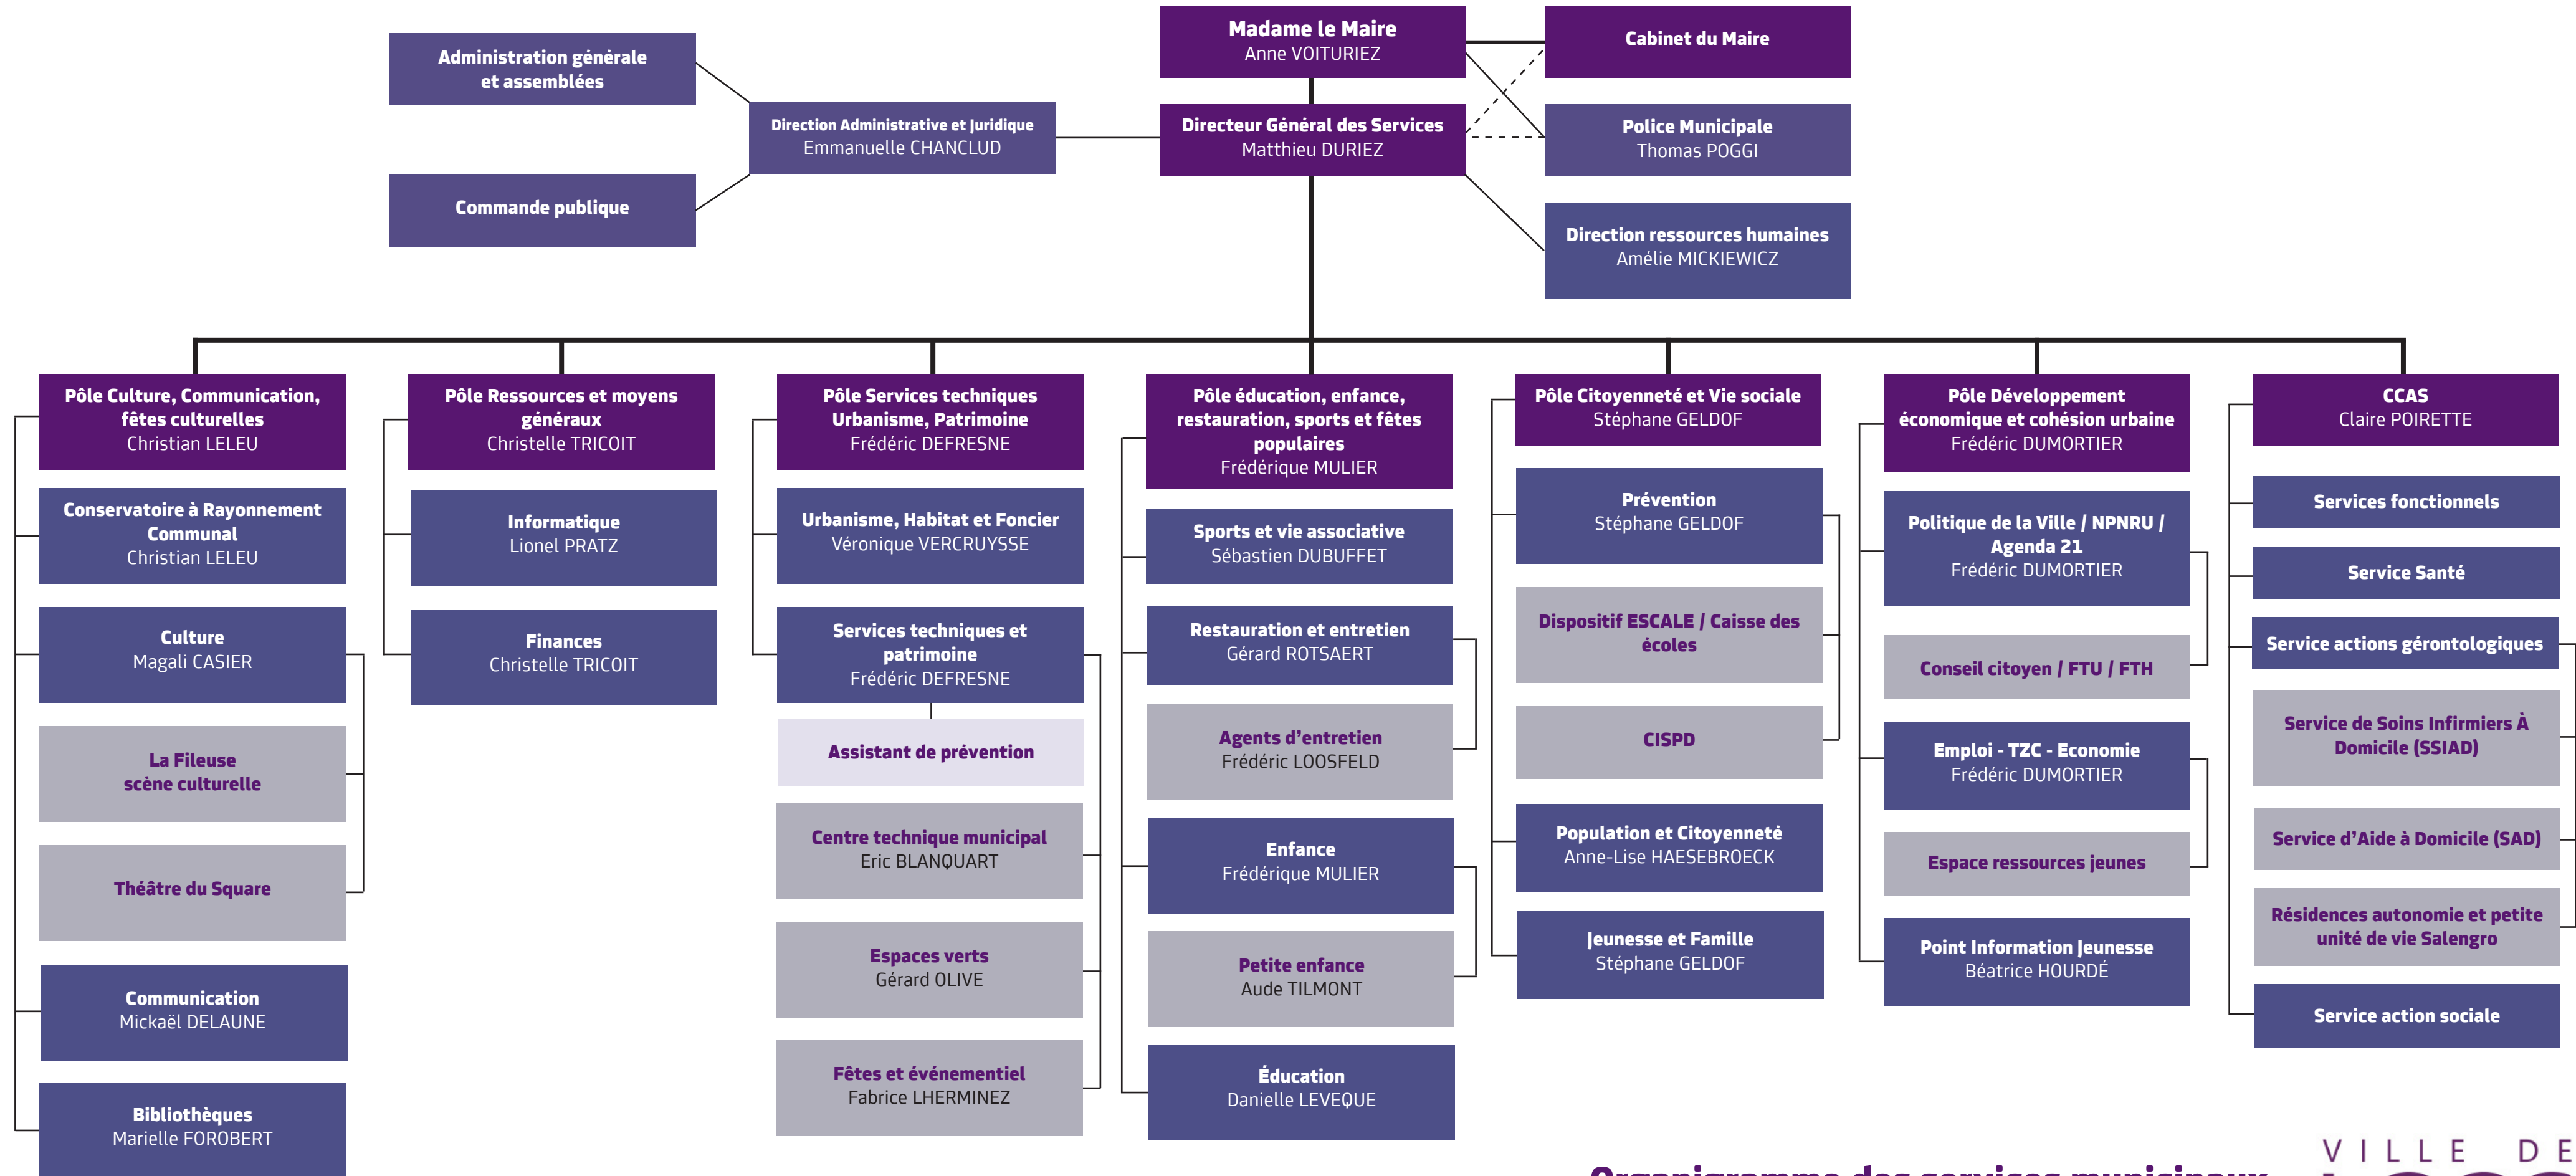 Madame le Maire
Anne VOITURIEZ
Cabinet du Maire
Administration générale
et assemblées
Direction Administrative et Juridique
Emmanuelle CHANCLUD
Directeur Général des Services
Matthieu DURIEZ
Police Municipale
Thomas POGGI
Commande publique
Direction ressources humaines
Amélie MICKIEWICZ
Pôle Culture, Communication,
fêtes culturelles
Christian LELEU
Conservatoire à Rayonnement
Communal
Christian LELEU
Culture
Magali CASIER
La Fileuse
scène culturelle
Théâtre du Square
Communication
Mickaël DELAUNE
Bibliothèques
Marielle FOROBERT
Pôle Ressources et moyens
généraux
Christelle TRICOIT
Informatique
Lionel PRATZ
Finances
Christelle TRICOIT
Pôle Services techniques
Urbanisme, Patrimoine
Frédéric DEFRESNE
Urbanisme, Habitat et Foncier
Véronique VERCRUYSSE
Services techniques et
patrimoine
Frédéric DEFRESNE
Assistant de prévention
Centre technique municipal
Eric BLANQUART
Espaces verts
Gérard OLIVE
Fêtes et événementiel
Fabrice LHERMINEZ
Pôle éducation, enfance,
restauration, sports et fêtes
populaires
Frédérique MULIER
Sports et vie associative
Sébastien DUBUFFET
Restauration et entretien
Gérard ROTSAERT
Agents d’entretien
Frédéric LOOSFELD
Enfance
Frédérique MULIER
Petite enfance
Aude TILMONT
Éducation
Danielle LEVEQUE
Pôle Citoyenneté et Vie sociale
Stéphane GELDOF
Prévention
Stéphane GELDOF
Dispositif ESCALE / Caisse des
écoles
CISPD
Population et Citoyenneté
Anne-Lise HAESEBROECK
Jeunesse et Famille
Stéphane GELDOF
Pôle Développement
économique et cohésion urbaine
Frédéric DUMORTIER
Politique de la Ville / NPNRU /
Agenda 21
Frédéric DUMORTIER
Conseil citoyen / FTU / FTH
Emploi - TZC - Economie
Frédéric DUMORTIER
Espace ressources jeunes
Point Information Jeunesse
Béatrice HOURDÉ
CCAS
Claire POIRETTE
Services fonctionnels
Service Santé
Service actions gérontologiques
Service de Soins Infirmiers À
Domicile (SSIAD)
Service d’Aide à Domicile (SAD)
Résidences autonomie et petite
unité de vie Salengro
Service action sociale
Organigramme des services municipaux
VILLE DE